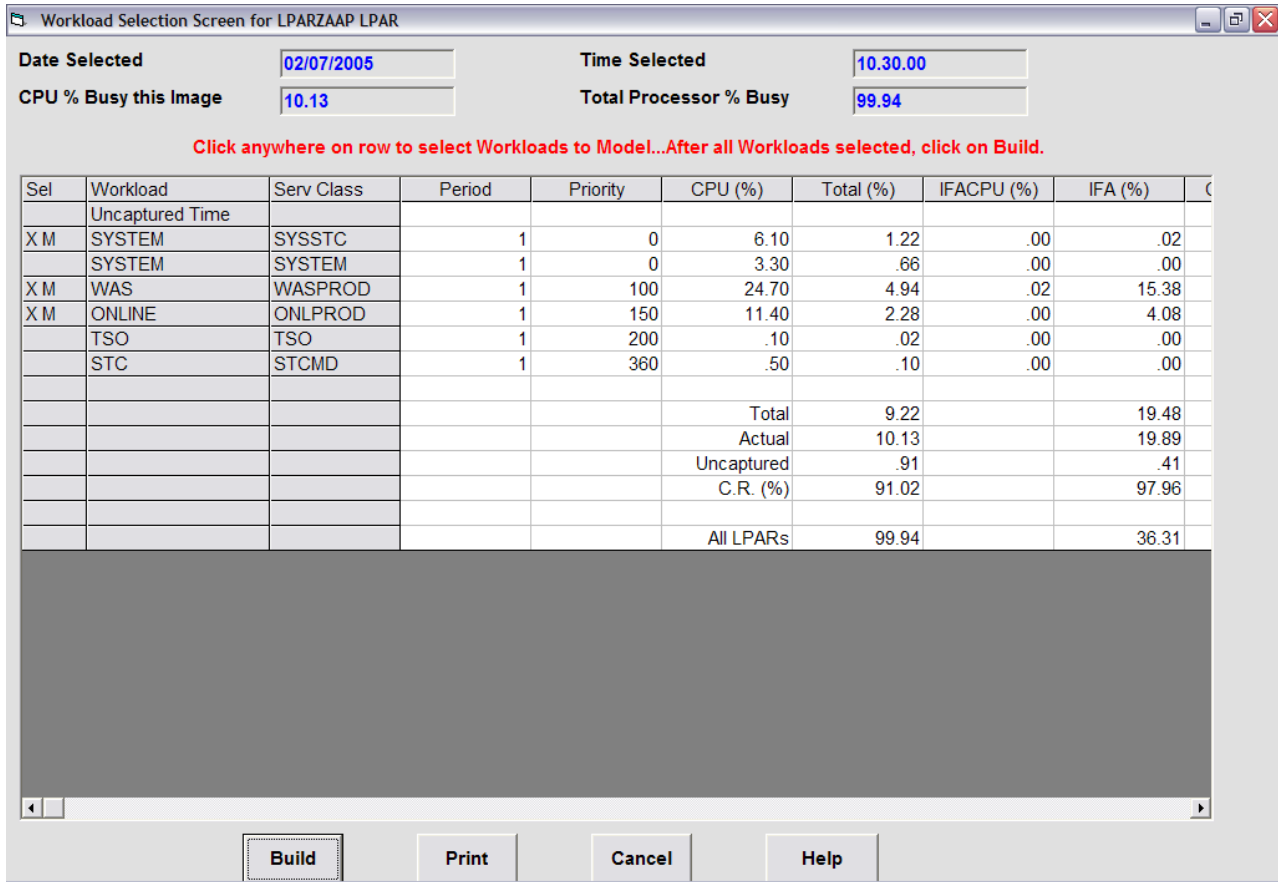 Workload Selection Screen for LPARZAAP LPAR
Date Selected 02/07/2005 Time Selected 10.30.00
CPU % Busy this Image 10.13 Total Processor % Busy 99.94
Click anywhere on row to select Workloads to Model...After all Workloads selected, click on Build.
Sel Workload Serv Class Period Priority CPU (%) Total (%) IFACPU (%) IFA (%)
Uncaptured Time
X M SYSTEM SYSSTC 1 0 6.10 1.22 .00 .02
SYSTEM SYSTEM 1 0 3.30 .66 .00 .00
X M WAS WASPROD 1 100 24.70 4.94 .02 15.38
X M ONLINE ONLPROD 1 150 11.40 2.28 .00 4.08
TSO TSO 1 200 .10 .02 .00 .00
STC STCMD 1 360 .50 .10 .00 .00
Total 9.22 19.48
Actual 10.13 19.89
Uncaptured .91 .41
C.R. (%) 91.02 97.96
All LPARs 99.94 36.31
Build Print Cancel Help